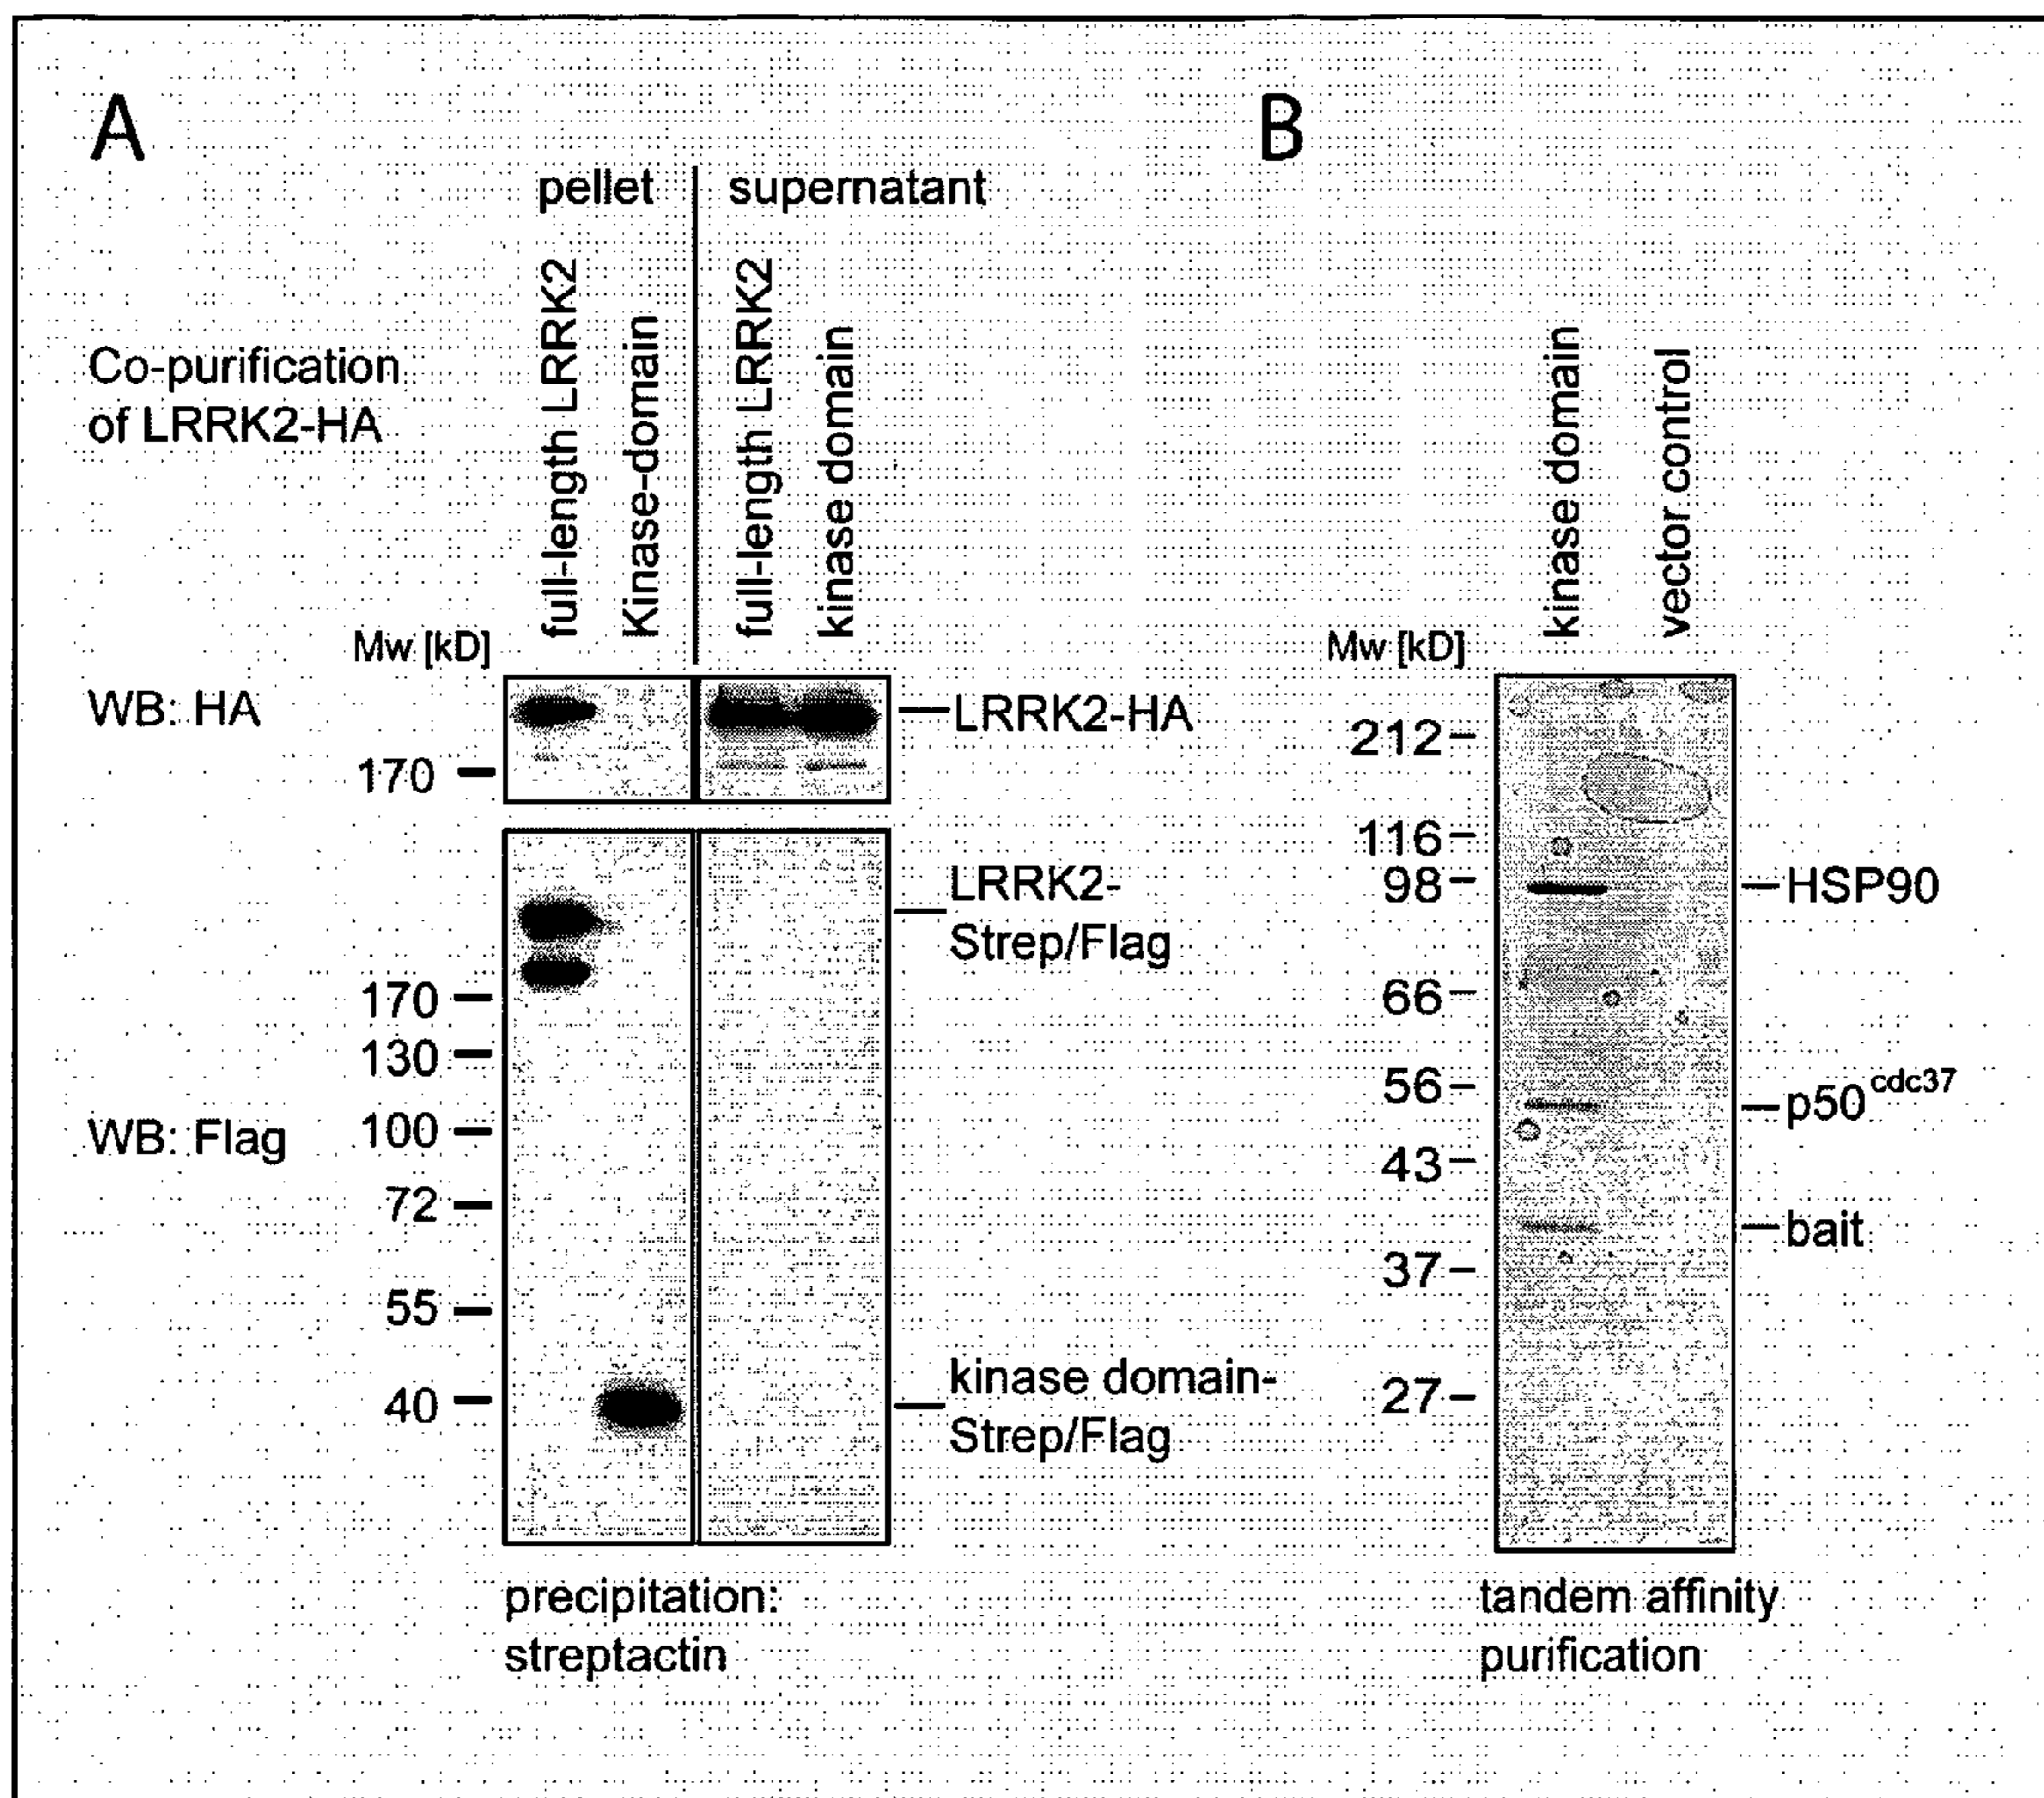 A
pellet
supernatant
Co-purification
of LRRK2-HA
full-length LRRK2
Kinase-domain
full-length LRRK2
kinase domain
Mw [kD]
WB: HA
LRRK2-HA
170
LRRK2-
Strep/Flag
170
130
WB: Flag
100
72
55
40
kinase domain-
Strep/Flag
precipitation:
streptactin
B
kinase domain
vector control
Mw [kD]
212
116
98
HSP90
66
56
p50cdc37
43
bait
37
27
tandem affinity
purification